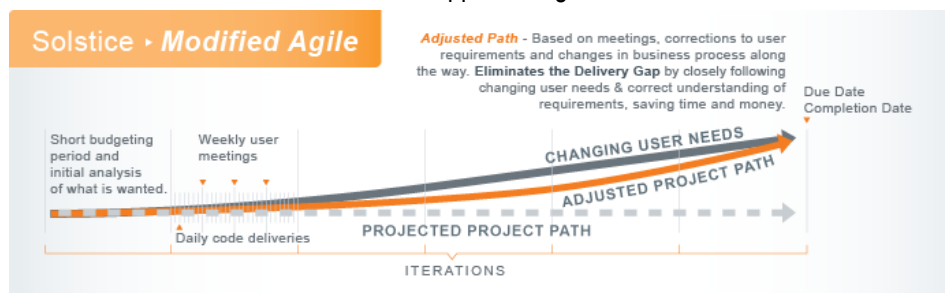 Solstice ▸ Modified Agile
Adjusted Path - Based on meetings, corrections to user
requirements and changes in business process along
the way. Eliminates the Delivery Gap by closely following
changing user needs & correct understanding of
requirements, saving time and money.
Due Date
Completion Date
Short budgeting
period and
initial analysis
of what is wanted.
Weekly user
meetings
CHANGING USER NEEDS
ADJUSTED PROJECT PATH
Daily code deliveries
PROJECTED PROJECT PATH
ITERATIONS